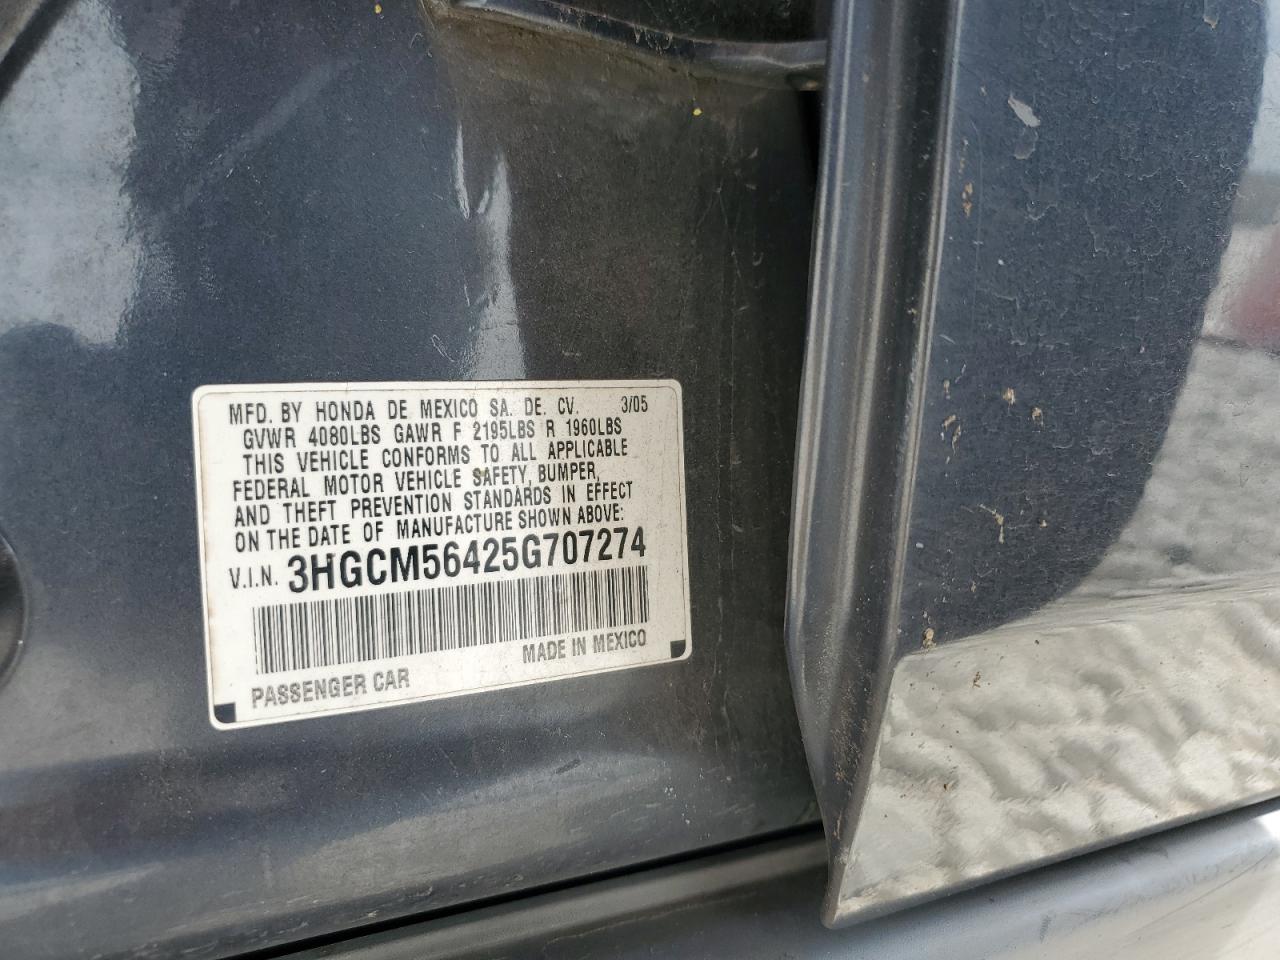 MFD. BY HONDA DE MEXICO SA. DE. CV. 3/05
GVWR 4080LBS GAWR F 2195LBS R 1960LBS
THIS VEHICLE CONFORMS TO ALL APPLICABLE
FEDERAL MOTOR VEHICLE SAFETY, BUMPER,
AND THEFT PREVENTION STANDARDS IN EFFECT
ON THE DATE OF MANUFACTURE SHOWN ABOVE:
V.I.N. 3HGCM56425G707274
PASSENGER CAR MADE IN MEXICO